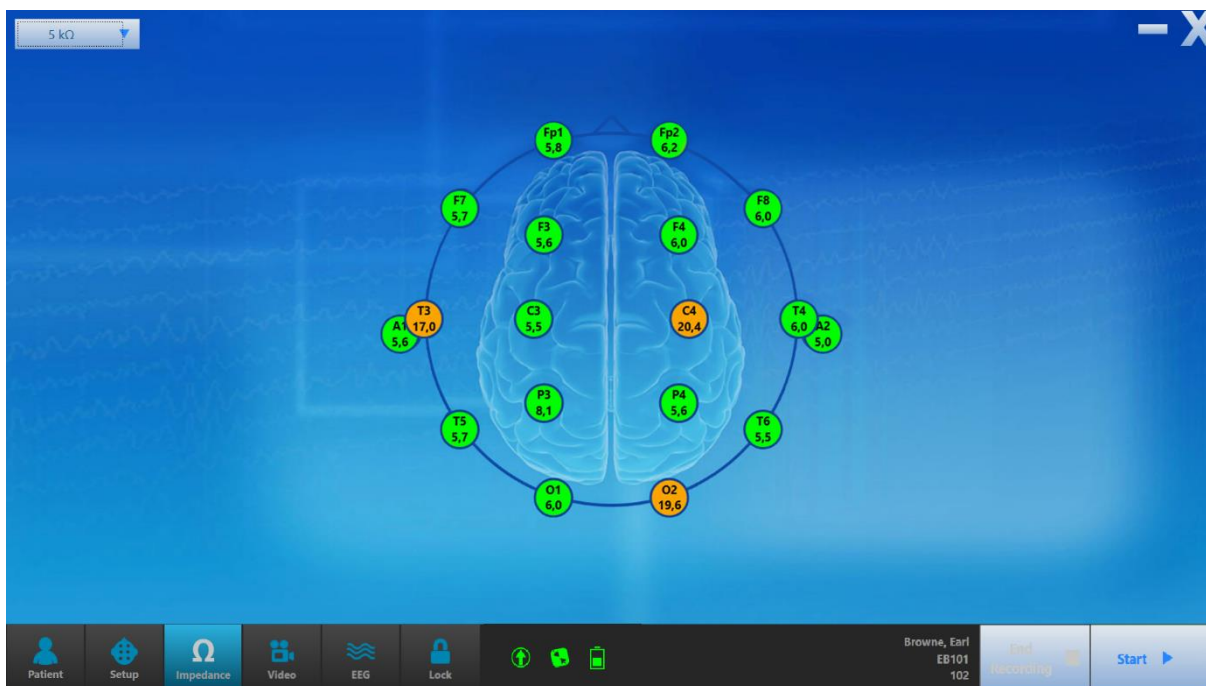 5 kΩ
X
Fp1
5,8
Fp2
6,2
F7
5,7
F8
6,0
F3
5,6
F4
6,0
T3
17,0
C3
5,5
C4
20,4
T4
6,0
A1
5,6
A2
5,0
P3
8,1
P4
5,6
T5
5,7
T6
5,5
O1
6,0
O2
19,6
Patient
Setup
Ω
Impedance
Video
EEG
Lock
Browne, Earl
EB101
102
End
Recording
Start